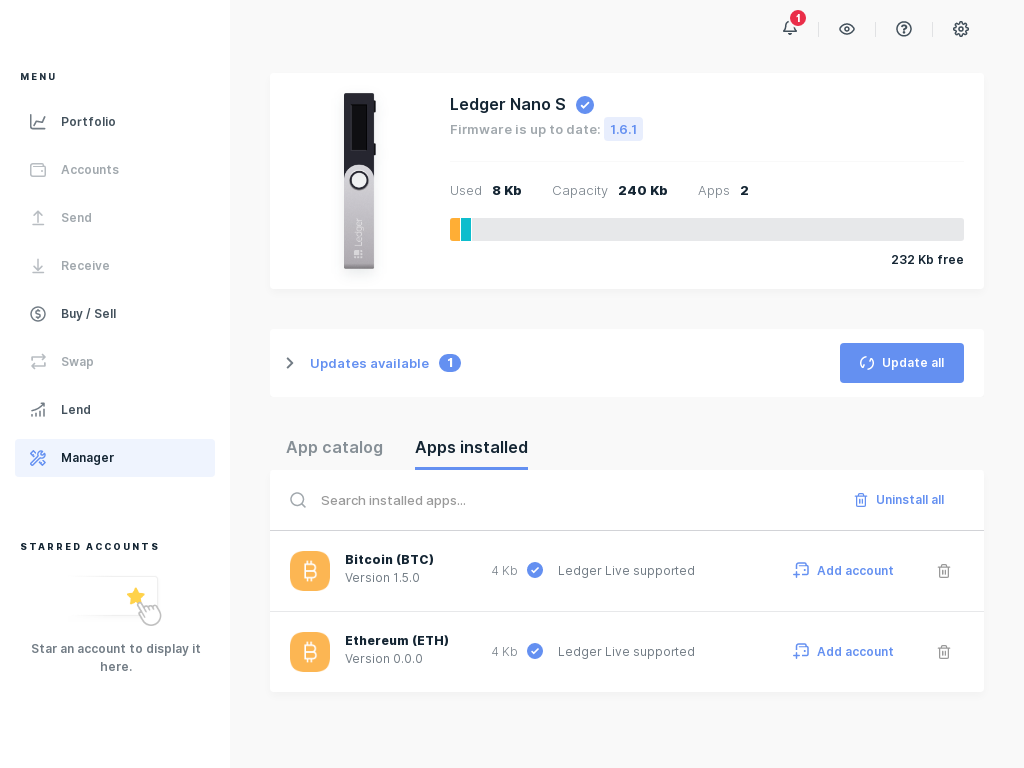 1
MENU
Portfolio
Accounts
Send
Receive
Buy / Sell
Swap
Lend
Manager
STARRED ACCOUNTS
Star an account to display it
here.
Ledger
Ledger Nano S
Firmware is up to date: 1.6.1
Used 8 Kb Capacity 240 Kb Apps 2
232 Kb free
Updates available 1
Update all
App catalog Apps installed
Search installed apps...
Uninstall all
Bitcoin (BTC)
Version 1.5.0
4 Kb
Ledger Live supported
Add account
Ethereum (ETH)
Version 0.0.0
4 Kb
Ledger Live supported
Add account